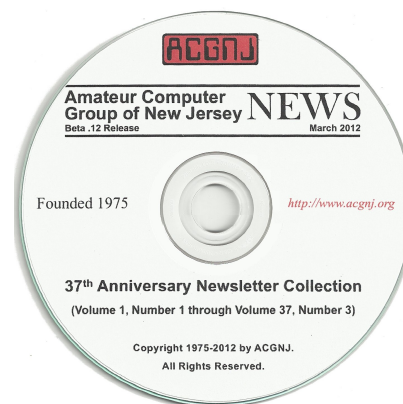 ACGNJ
Amateur Computer
Group of New Jersey NEWS
Beta .12 Release March 2012
Founded 1975 http://www.acgnj.org
37th Anniversary Newsletter Collection
(Volume 1, Number 1 through Volume 37, Number 3)
Copyright 1975-2012 by ACGNJ.
All Rights Reserved.